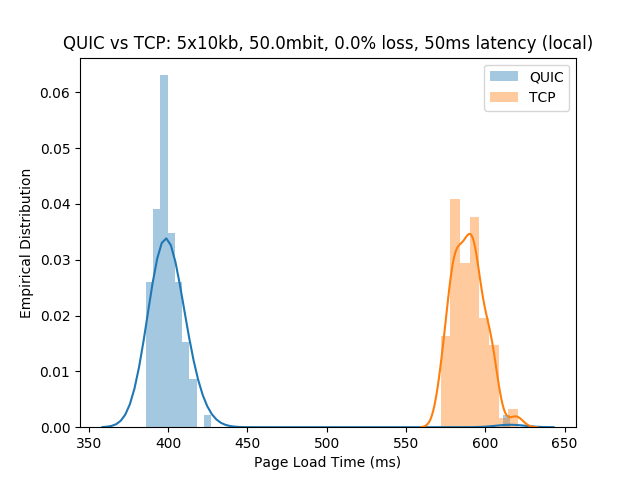 QUIC vs TCP: 5x10kb, 50.0mbit, 0.0% loss, 50ms latency (local)
QUIC
TCP
Empirical Distribution
0.06
0.05
0.04
0.03
0.02
0.01
0.00
350 400 450 500 550 600 650
Page Load Time (ms)